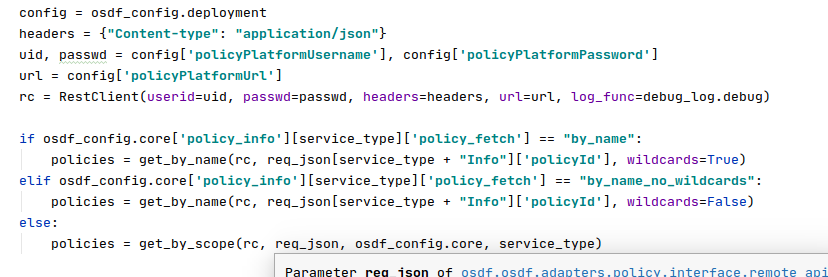 config = osdf_config.deployment
headers = {"Content-type": "application/json"}
uid, passwd = config['policyPlatformUsername'], config['policyPlatformPassword']
url = config['policyPlatformUrl']
rc = RestClient(userid=uid, passwd=passwd, headers=headers, url=url, log_func=debug_log.debug)
if osdf_config.core['policy_info'][service_type]['policy_fetch'] == "by_name":
    policies = get_by_name(rc, req_json[service_type + "Info"]['policyId'], wildcards=True)
elif osdf_config.core['policy_info'][service_type]['policy_fetch'] == "by_name_no_wildcards":
    policies = get_by_name(rc, req_json[service_type + "Info"]['policyId'], wildcards=False)
else:
    policies = get_by_scope(rc, req_json, osdf_config.core, service_type)
Parameter req_json of osdf.osdf.adapters.policy.interface.remote_api